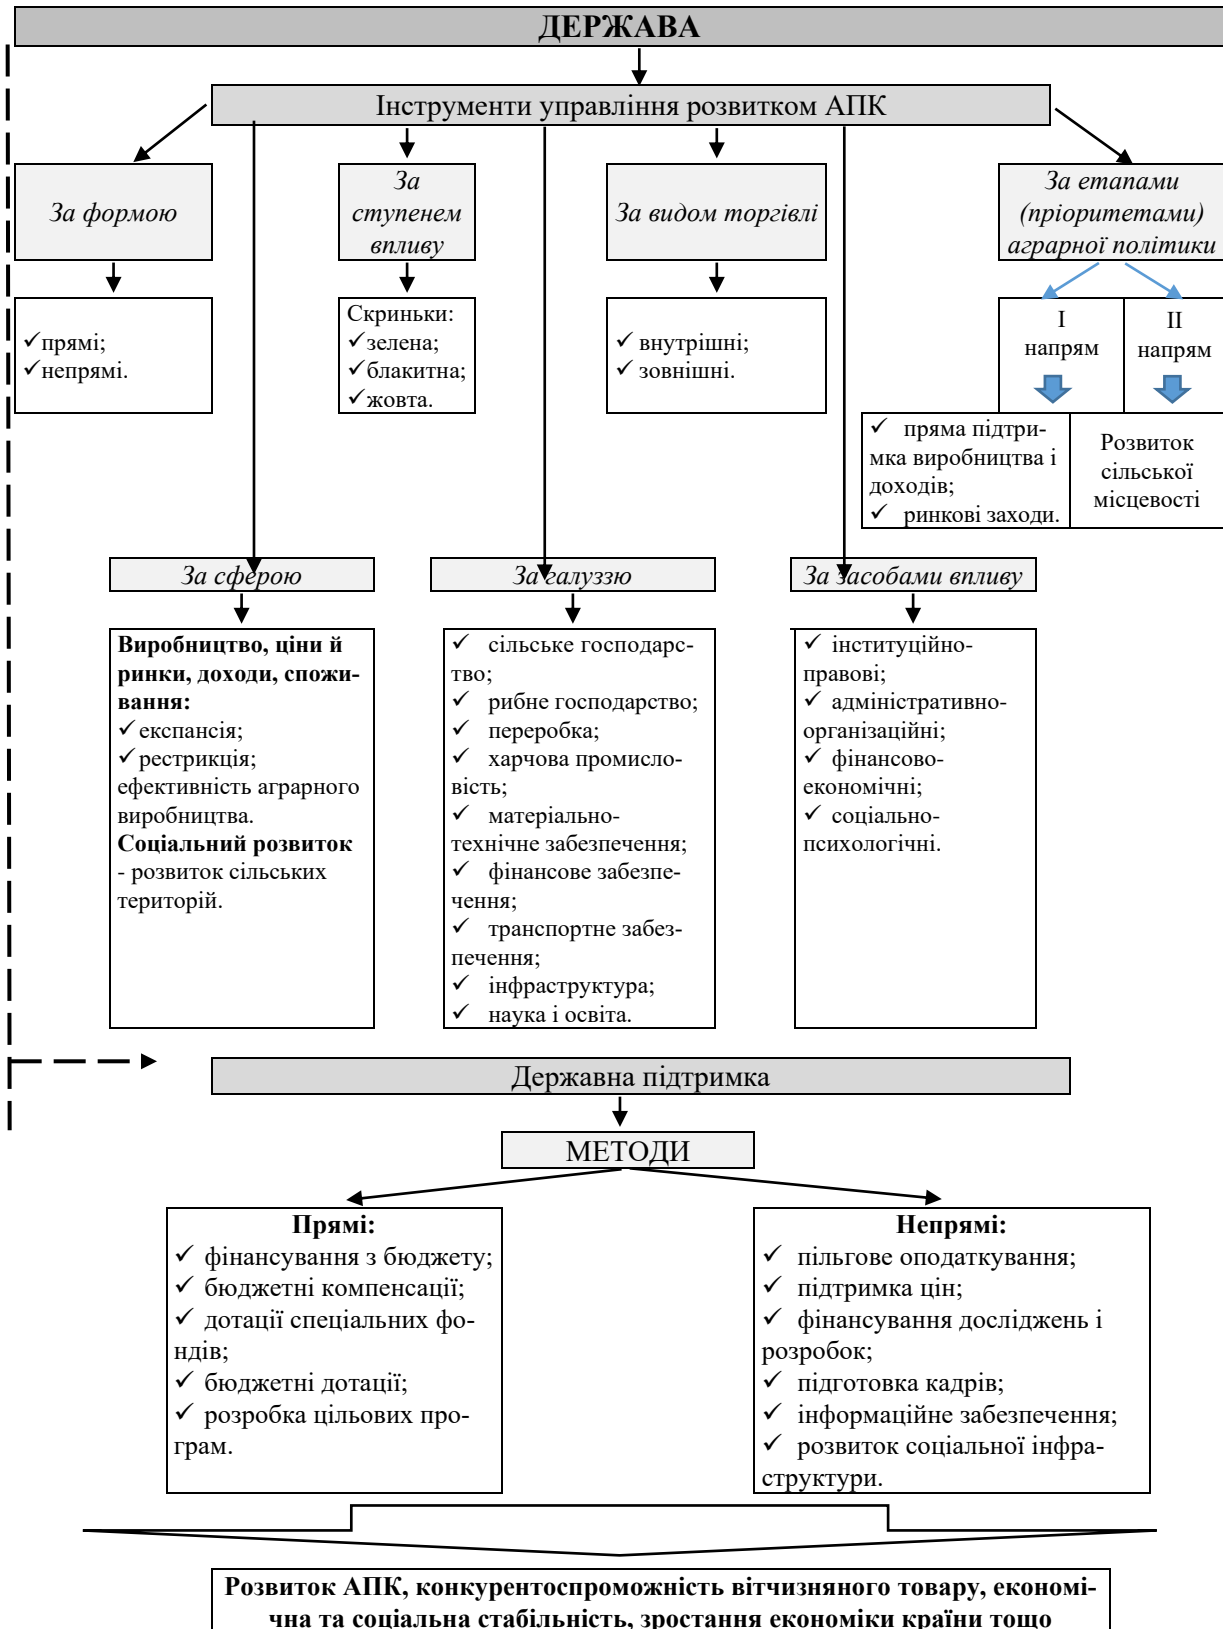 ДЕРЖАВА
Інструменти управління розвитком АПК
За формою
За
ступенем
впливу
За видом торгівлі
За етапами
(пріоритетами)
аграрної політики
✓прямі;
✓непрямі.
Скриньки:
✓зелена;
✓блакитна;
✓жовта.
✓ внутрішні;
✓ зовнішні.
І
напрям
ІІ
напрям
✓ пряма підтри-
мка виробництва і
доходів;
✓ ринкові заходи.
Розвиток
сільської
місцевості
За сферою
За галуззю
За засобами впливу
Виробництво, ціни й
ринки, доходи, спожи-
вання:
✓експансія;
✓рестрикція;
ефективність аграрного
виробництва.
Соціальний розвиток
- розвиток сільських
територій.
✓ сільське господарс-
тво;
✓ рибне господарство;
✓ переробка;
✓ харчова промисло-
вість;
✓ матеріально-
технічне забезпечення;
✓ фінансове забезпе-
чення;
✓ транспортне забез-
печення;
✓ інфраструктура;
✓ наука і освіта.
✓ інституційно-
правові;
✓ адміністративно-
організаційні;
✓ фінансово-
економічні;
✓ соціально-
психологічні.
Державна підтримка
МЕТОДИ
Прямі:
✓ фінансування з бюджету;
✓ бюджетні компенсації;
✓ дотації спеціальних фо-
ндів;
✓ бюджетні дотації;
✓ розробка цільових про-
грам.
Непрямі:
✓ пільгове оподаткування;
✓ підтримка цін;
✓ фінансування досліджень і
розробок;
✓ підготовка кадрів;
✓ інформаційне забезпечення;
✓ розвиток соціальної інфра-
структури.
Розвиток АПК, конкурентоспроможність вітчизняного товару, економі-
чна та соціальна стабільність, зростання економіки країни тощо